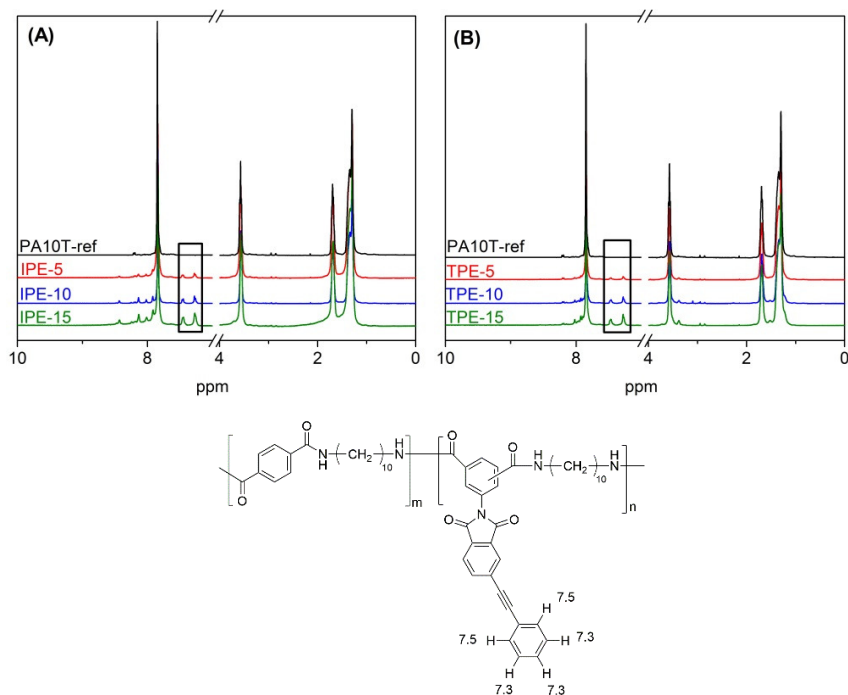 (A)
PA10T-ref
IPE-5
IPE-10
IPE-15
10 8 4 2 0
ppm
(B)
PA10T-ref
TPE-5
TPE-10
TPE-15
10 8 4 2 0
ppm
O O O O
N H (CH2)10 H N m N H (CH2)10 H N n
O N O
H 7.5
7.5 H H 7.3
H H
7.3 7.3